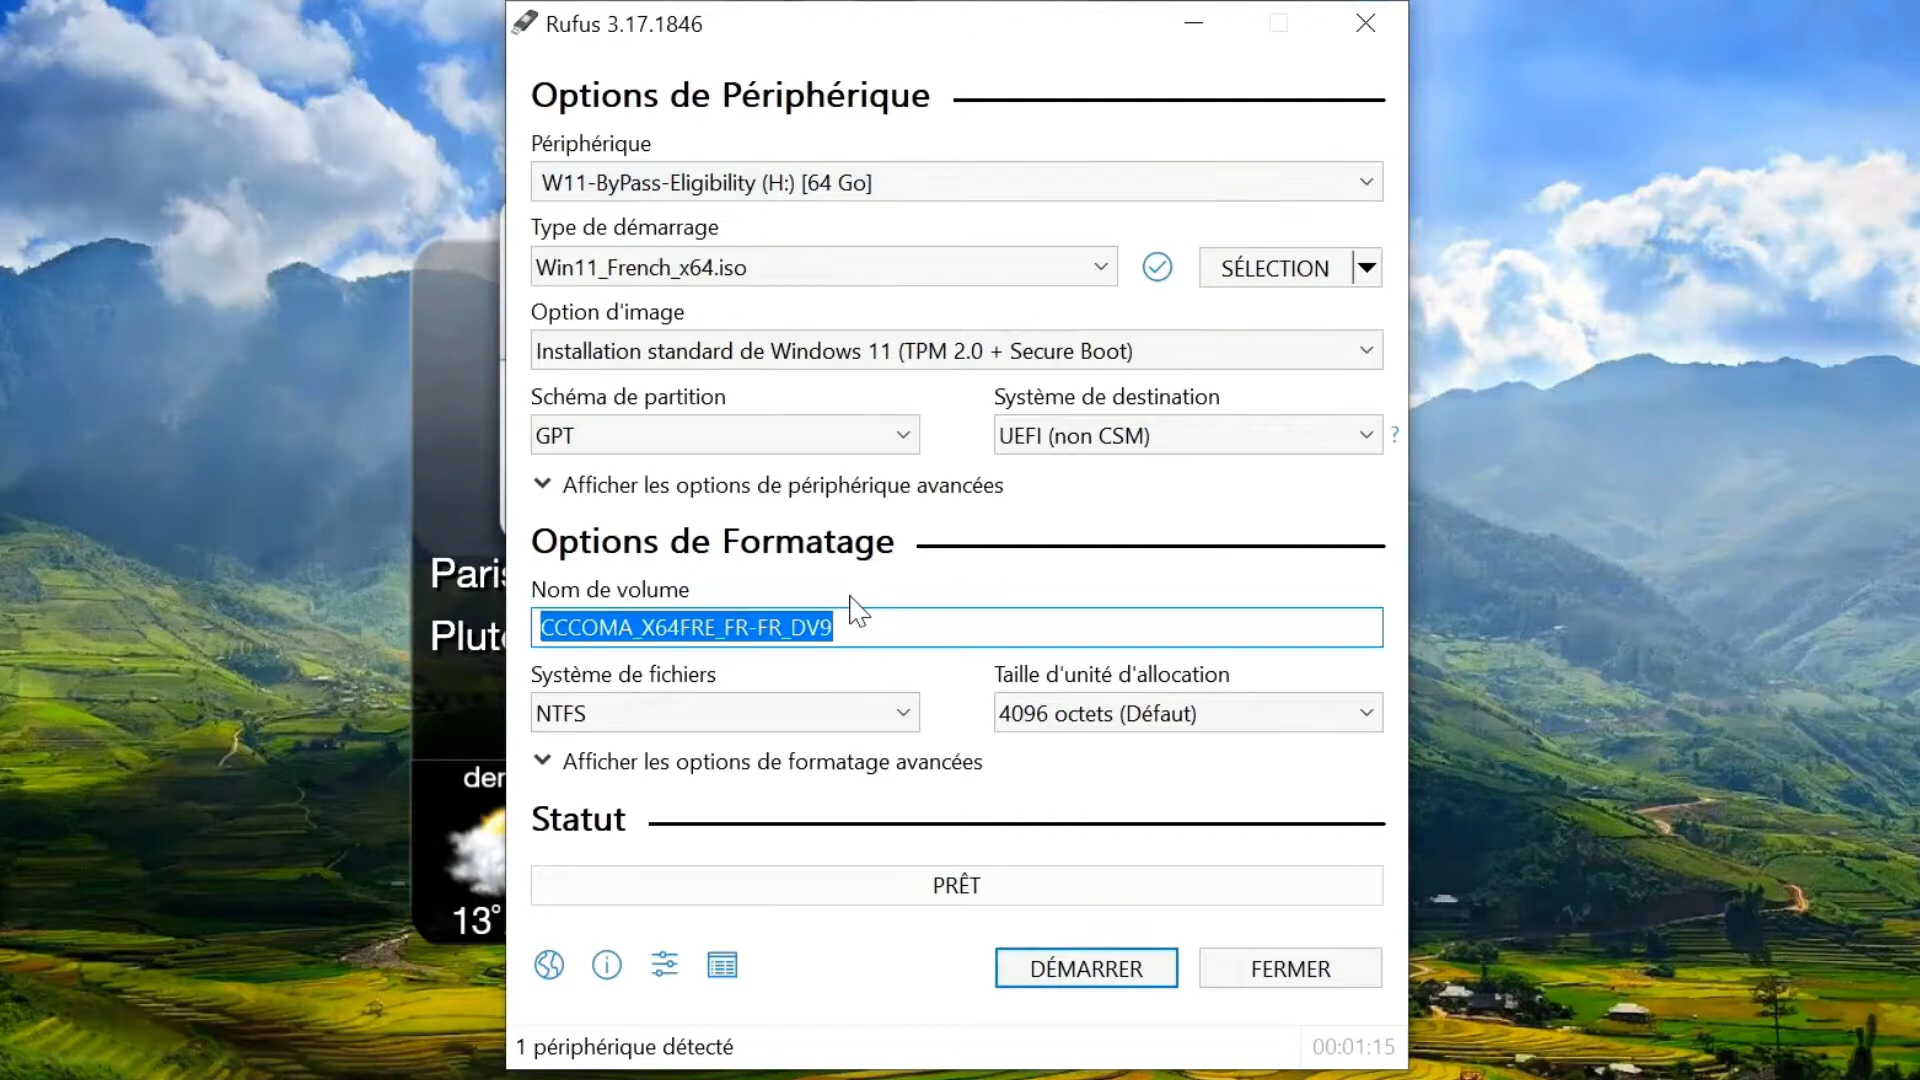 Rufus 3.17.1846
Options de Périphérique
Périphérique
W11-ByPass-Eligibility (H:) [64 Go]
Type de démarrage
Win11_French_x64.iso
SÉLECTION
Option d'image
Installation standard de Windows 11 (TPM 2.0 + Secure Boot)
Schéma de partition
Système de destination
GPT
UEFI (non CSM)
?
Afficher les options de périphérique avancées
Options de Formatage
Nom de volume
CCCOMA_X64FRE_FR-FR_DV9
Système de fichiers
Taille d'unité d'allocation
NTFS
4096 octets (Défaut)
Afficher les options de formatage avancées
Statut
PRÊT
DÉMARRER
FERMER
1 périphérique détecté
00:01:15
Paris
13°